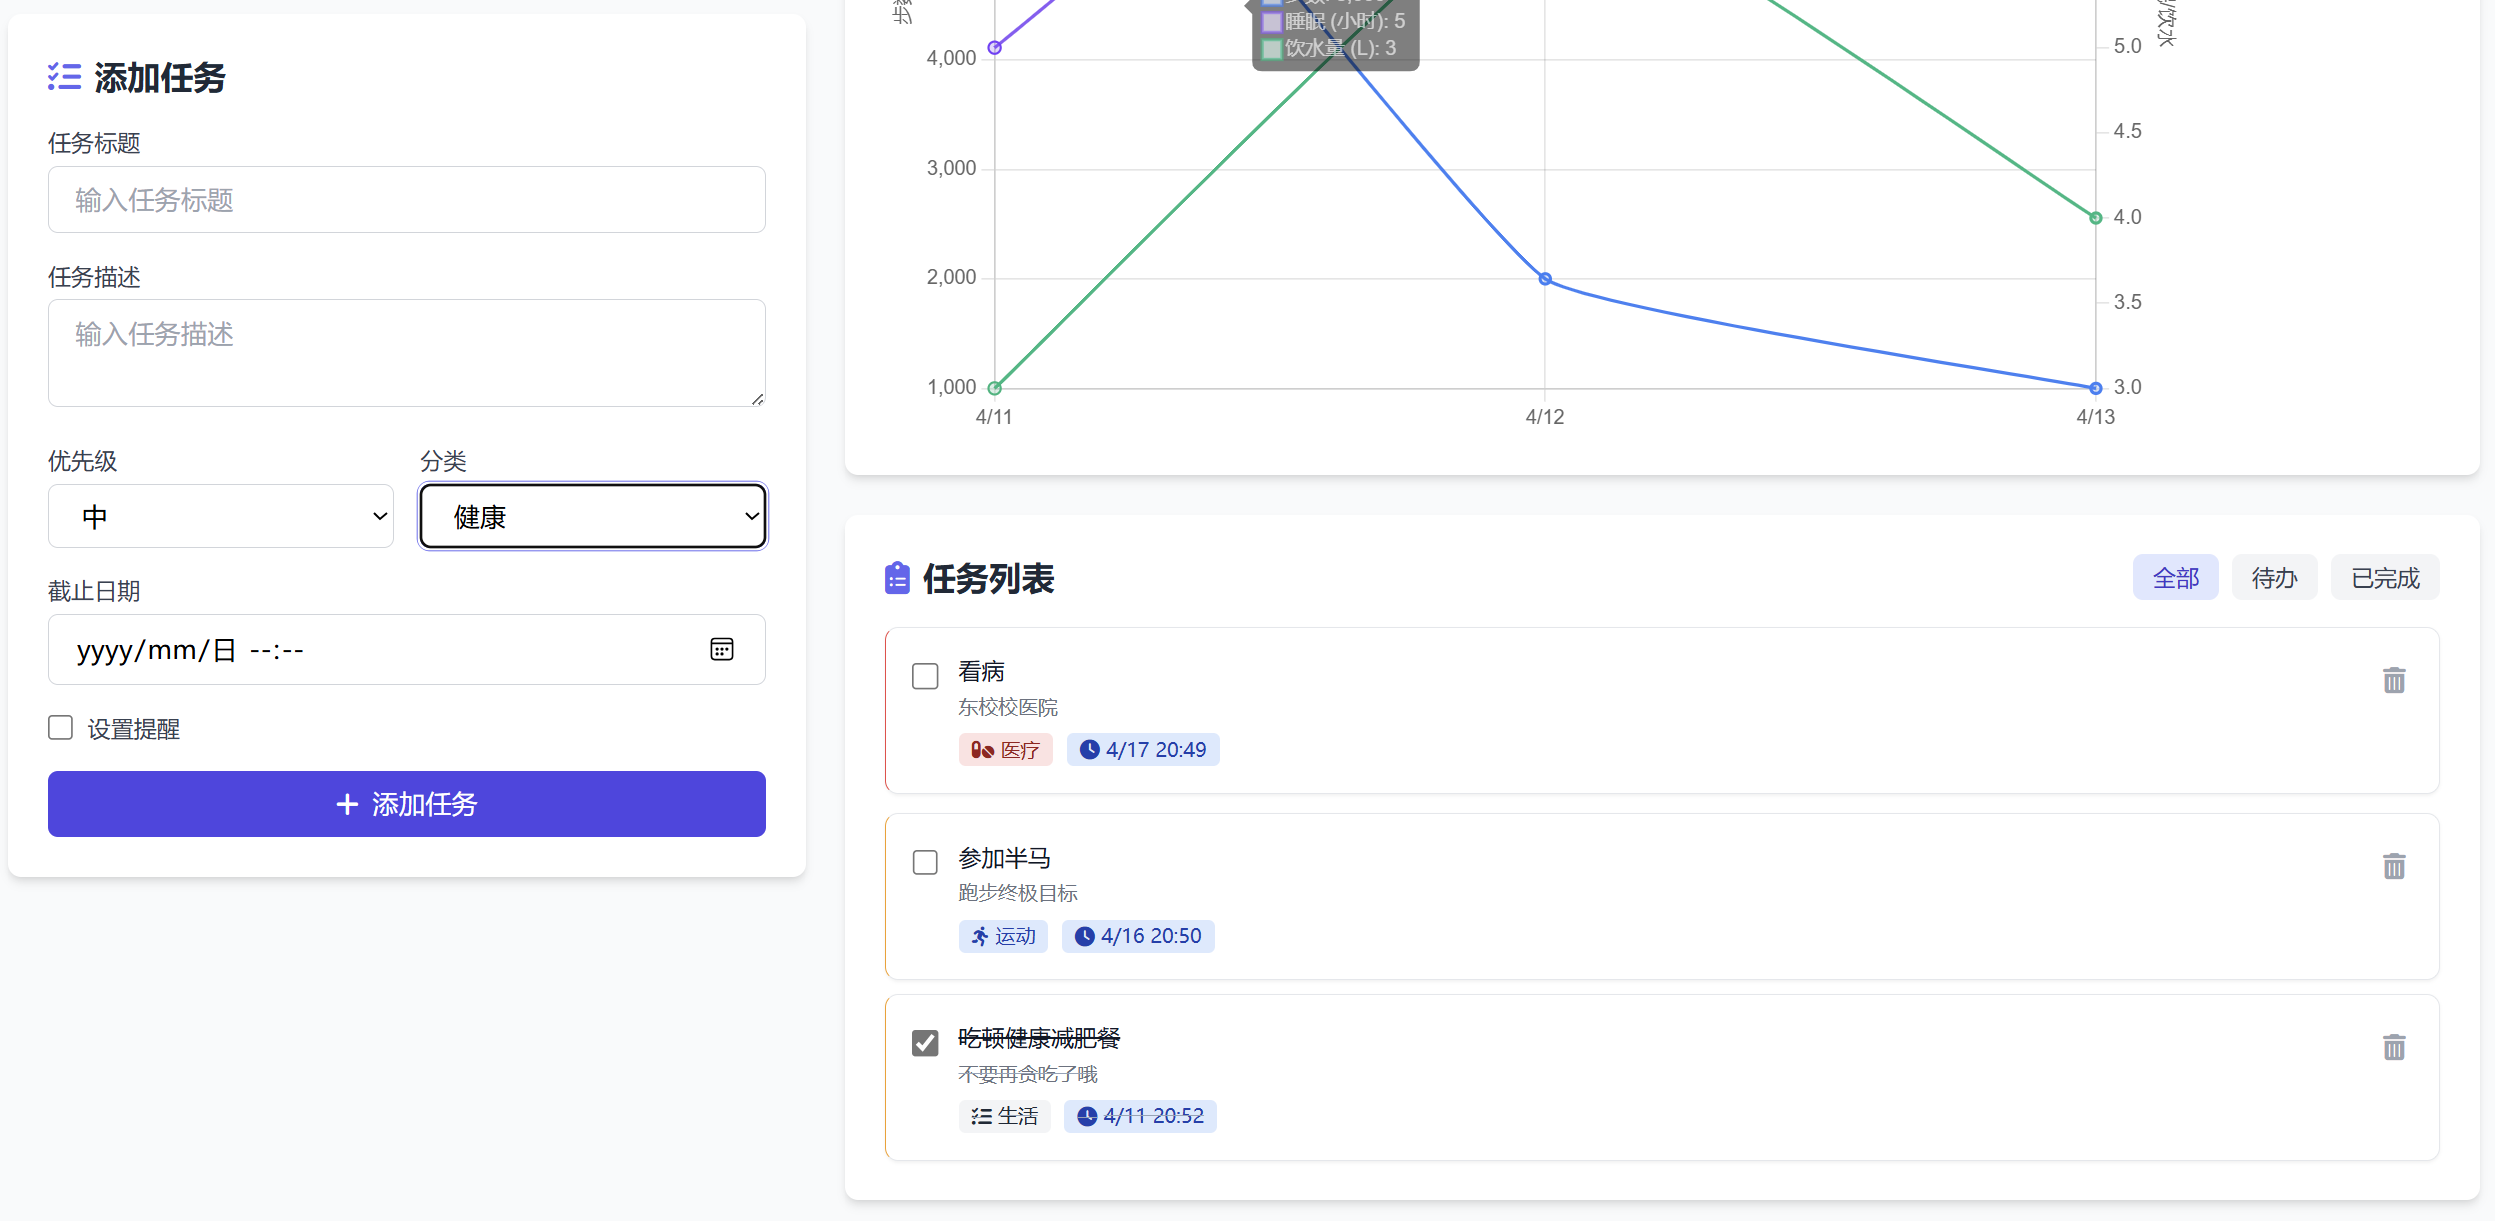 添加任务
任务标题
输入任务标题
任务描述
输入任务描述
优先级
分类
中
健康
截止日期
yyyy/mm/日 --:--
设置提醒
添加任务
睡眠 (小时): 5
饮水量 (L): 3
4,000
3,000
2,000
1,000
5.0
4.5
4.0
3.5
3.0
4/11
4/12
4/13
任务列表
全部
待办
已完成
看病
东校校医院
医疗
4/17 20:49
参加半马
跑步终极目标
运动
4/16 20:50
吃顿健康减肥餐
不要再贪吃了哦
生活
4/11 20:52